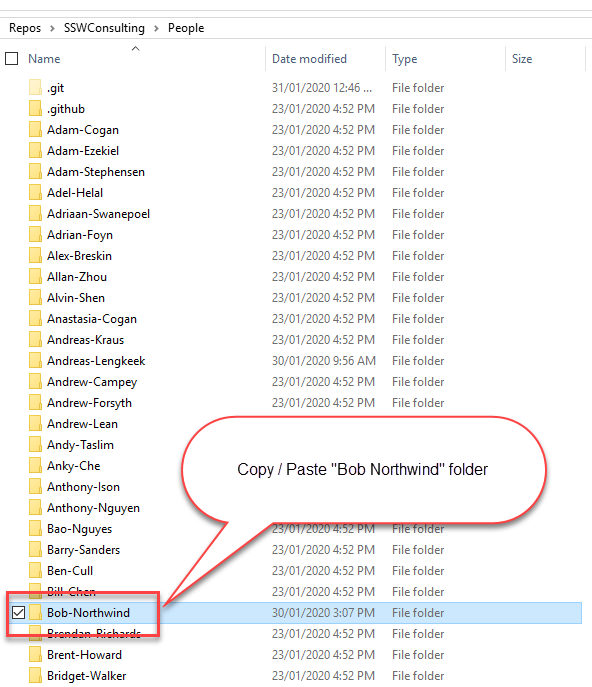 Repos > SSWConsulting > People
Name Date modified Type Size
.git 31/01/2020 12:46 ... File folder
.github 23/01/2020 4:52 PM File folder
Adam-Cogan 23/01/2020 4:52 PM File folder
Adam-Ezekiel 23/01/2020 4:52 PM File folder
Adam-Stephensen 23/01/2020 4:52 PM File folder
Adel-Helal 23/01/2020 4:52 PM File folder
Adriaan-Swanepoel 23/01/2020 4:52 PM File folder
Adrian-Foyn 23/01/2020 4:52 PM File folder
Alex-Breskin 23/01/2020 4:52 PM File folder
Allan-Zhou 23/01/2020 4:52 PM File folder
Alvin-Shen 23/01/2020 4:52 PM File folder
Anastasia-Cogan 23/01/2020 4:52 PM File folder
Andreas-Kraus 23/01/2020 4:52 PM File folder
Andreas-Lengkeek 30/01/2020 9:56 AM File folder
Andrew-Campey 23/01/2020 4:52 PM File folder
Andrew-Forsyth 23/01/2020 4:52 PM File folder
Andrew-Lean
Andy-Taslim
Anky-Che
Anthony-Ison
Anthony-Nguyen
Copy / Paste "Bob Northwind" folder
Bao-Nguyes 23/01/2020 4:52 PM File folder
Barry-Sanders 23/01/2020 4:52 PM File folder
Ben-Cull 23/01/2020 4:52 PM File folder
Bill-Chen 23/01/2020 4:52 PM File folder
Bob-Northwind 30/01/2020 3:07 PM File folder
Brendan-Richards 23/01/2020 4:52 PM File folder
Brent-Howard 23/01/2020 4:52 PM File folder
Bridget-Walker 23/01/2020 4:52 PM File folder